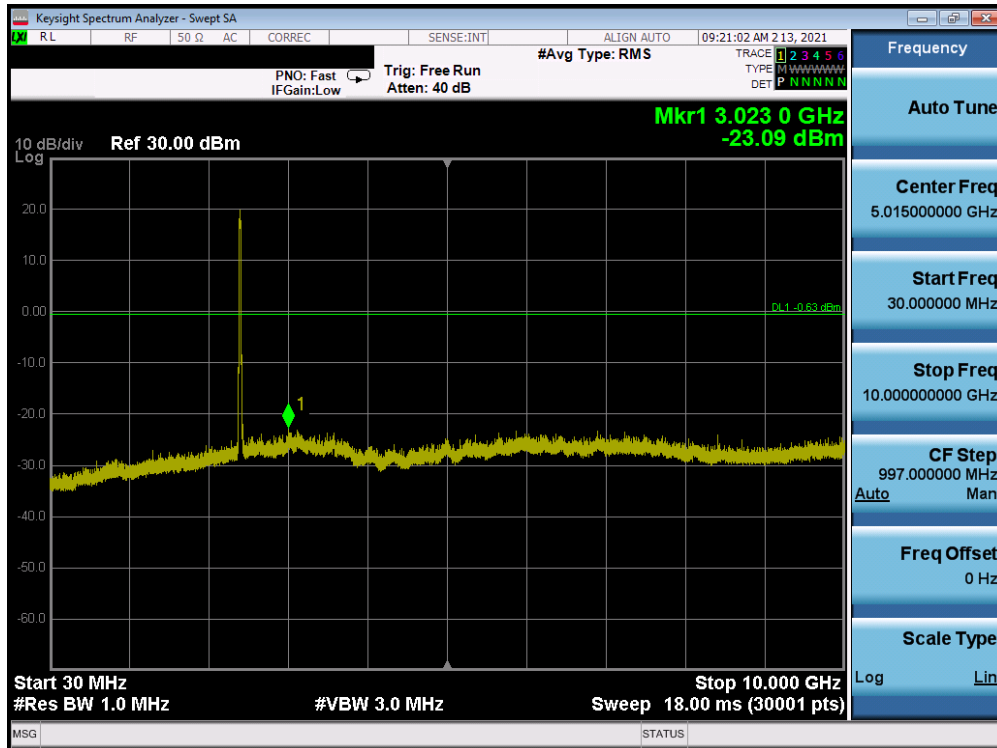 Keysight Spectrum Analyzer - Swept SA
LXI RL RF 50 Ω AC CORREC SENSE:INT ALIGN AUTO 09:21:02 AM 2 13, 2021
#Avg Type: RMS
TRACE 1 2 3 4 5 6
TYPE M WWWWW
DET P N N N N N
PNO: Fast
IFGain:Low
Trig: Free Run
Atten: 40 dB
Mkr1 3.023 0 GHz
-23.09 dBm
10 dB/div Ref 30.00 dBm
Log
20.0
10.0
0.00
-10.0
-20.0
-30.0
-40.0
-50.0
-60.0
DL1 -0.63 dBm
1
Start 30 MHz Stop 10.000 GHz
#Res BW 1.0 MHz #VBW 3.0 MHz Sweep 18.00 ms (30001 pts)
MSG STATUS
Frequency
Auto Tune
Center Freq
5.015000000 GHz
Start Freq
30.000000 MHz
Stop Freq
10.000000000 GHz
CF Step
997.000000 MHz
Auto Man
Freq Offset
0 Hz
Scale Type
Log Lin